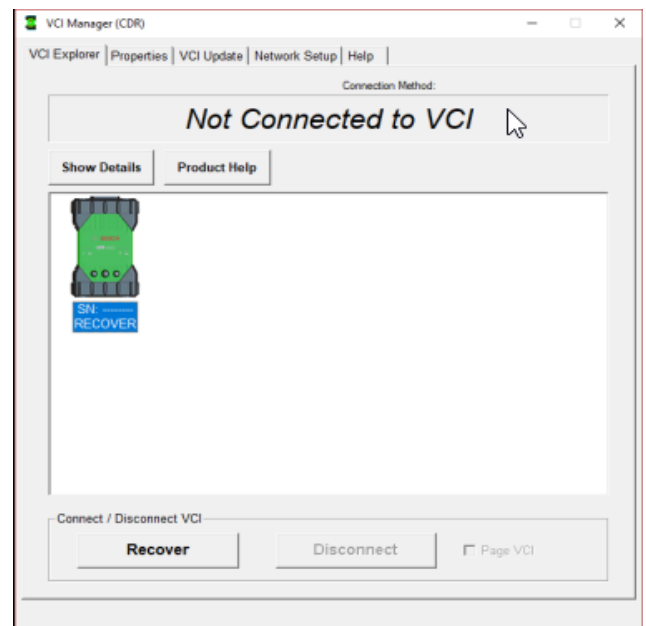 VCI Manager (CDR)
VCI Explorer Properties VCI Update Network Setup Help
Connection Method:
Not Connected to VCI
Show Details Product Help
BOSCH
SN: --------
RECOVER
Connect / Disconnect VCI
Recover Disconnect Page VCI